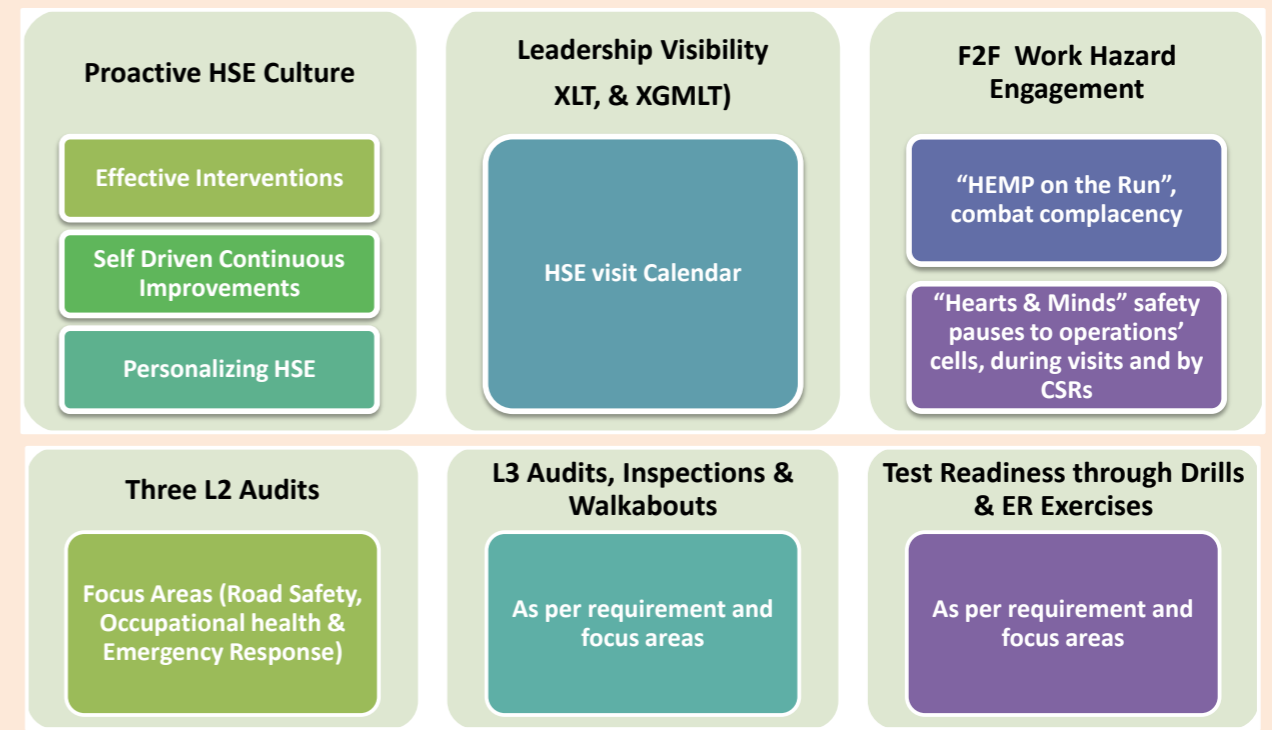 Proactive HSE Culture
Effective Interventions
Self Driven Continuous
Improvements
Personalizing HSE
Leadership Visibility
XLT, & XGMLT)
HSE visit Calendar
F2F  Work Hazard
Engagement
“HEMP on the Run”,
combat complacency
“Hearts & Minds” safety
pauses to operations’
cells, during visits and by
CSRs
Three L2 Audits
Focus Areas (Road Safety,
Occupational health &
Emergency Response)
L3 Audits, Inspections &
Walkabouts
As per requirement and
focus areas
Test Readiness through Drills
& ER Exercises
As per requirement and
focus areas